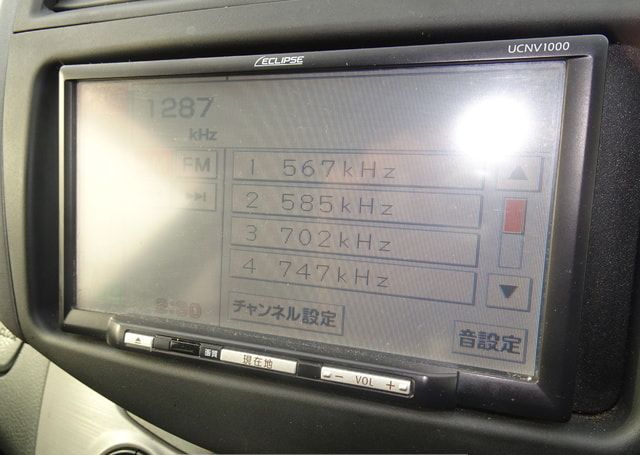 ECLIPSE
UCNV1000
1287
kHz
FM
1 567kHz
2 585kHz
3 702kHz
4 747kHz
チャンネル設定
音設定
画質
現在地
- VOL +